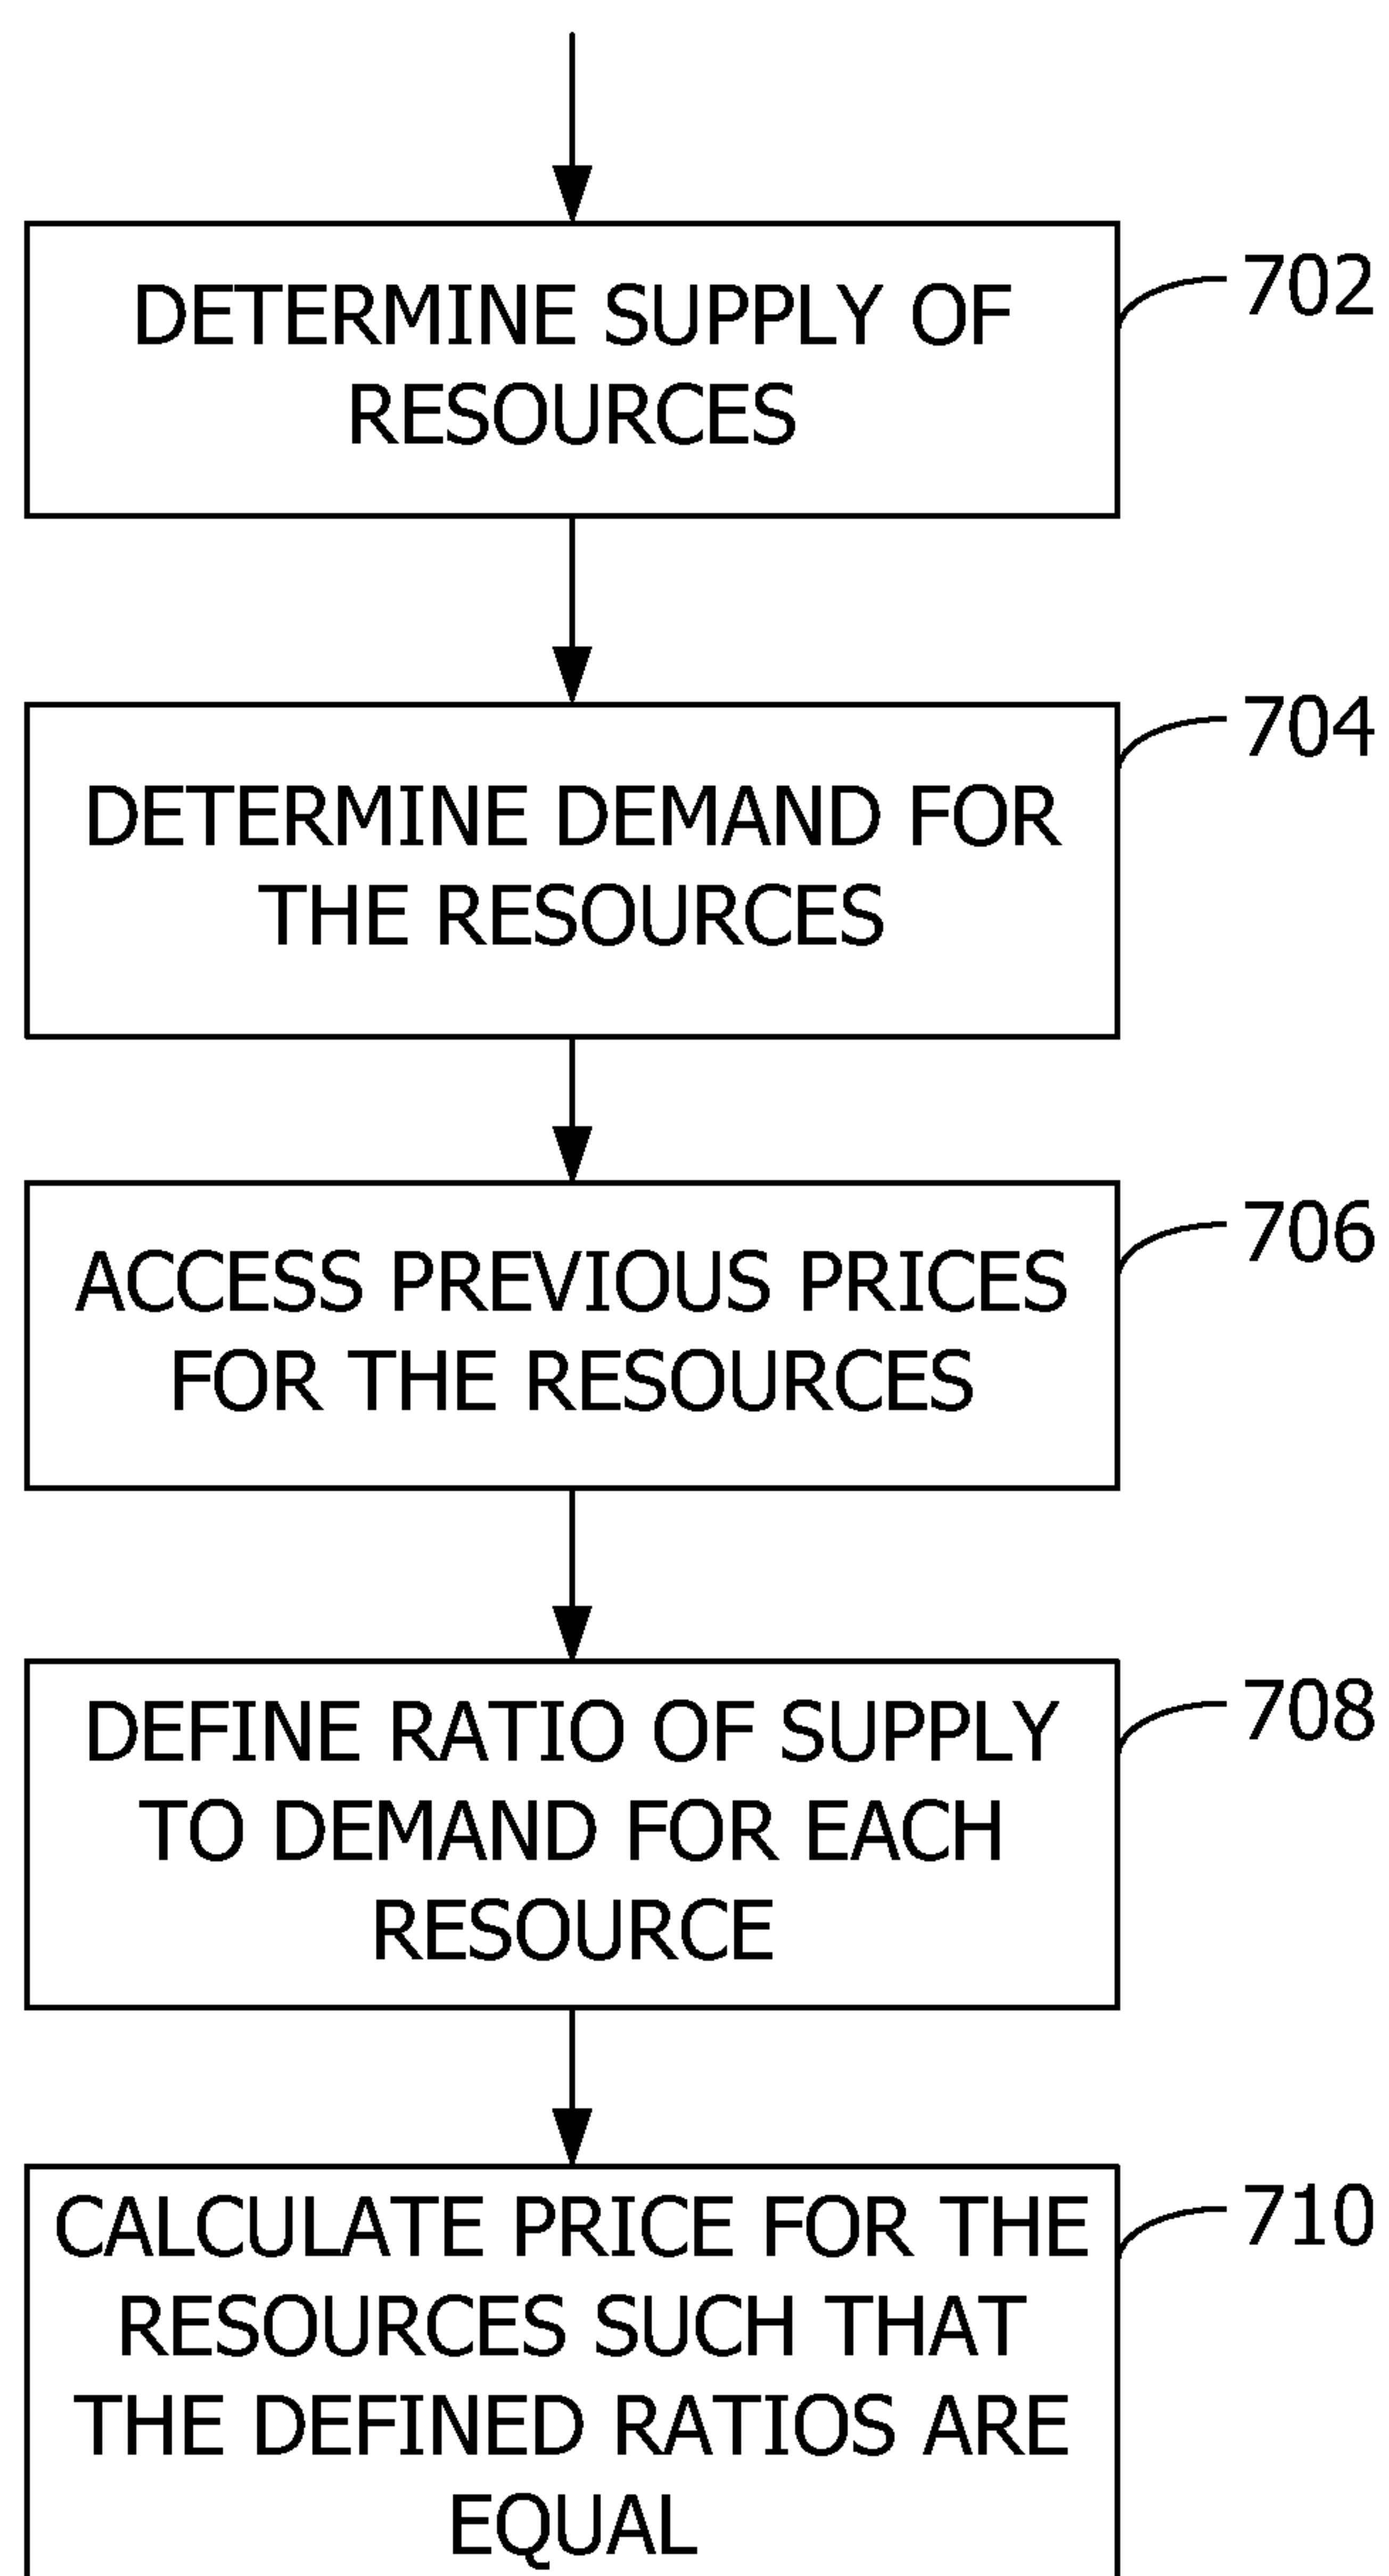 702
DETERMINE SUPPLY OF
RESOURCES
704
DETERMINE DEMAND FOR
THE RESOURCES
706
ACCESS PREVIOUS PRICES
FOR THE RESOURCES
708
DEFINE RATIO OF SUPPLY
TO DEMAND FOR EACH
RESOURCE
710
CALCULATE PRICE FOR THE
RESOURCES SUCH THAT
THE DEFINED RATIOS ARE
EQUAL